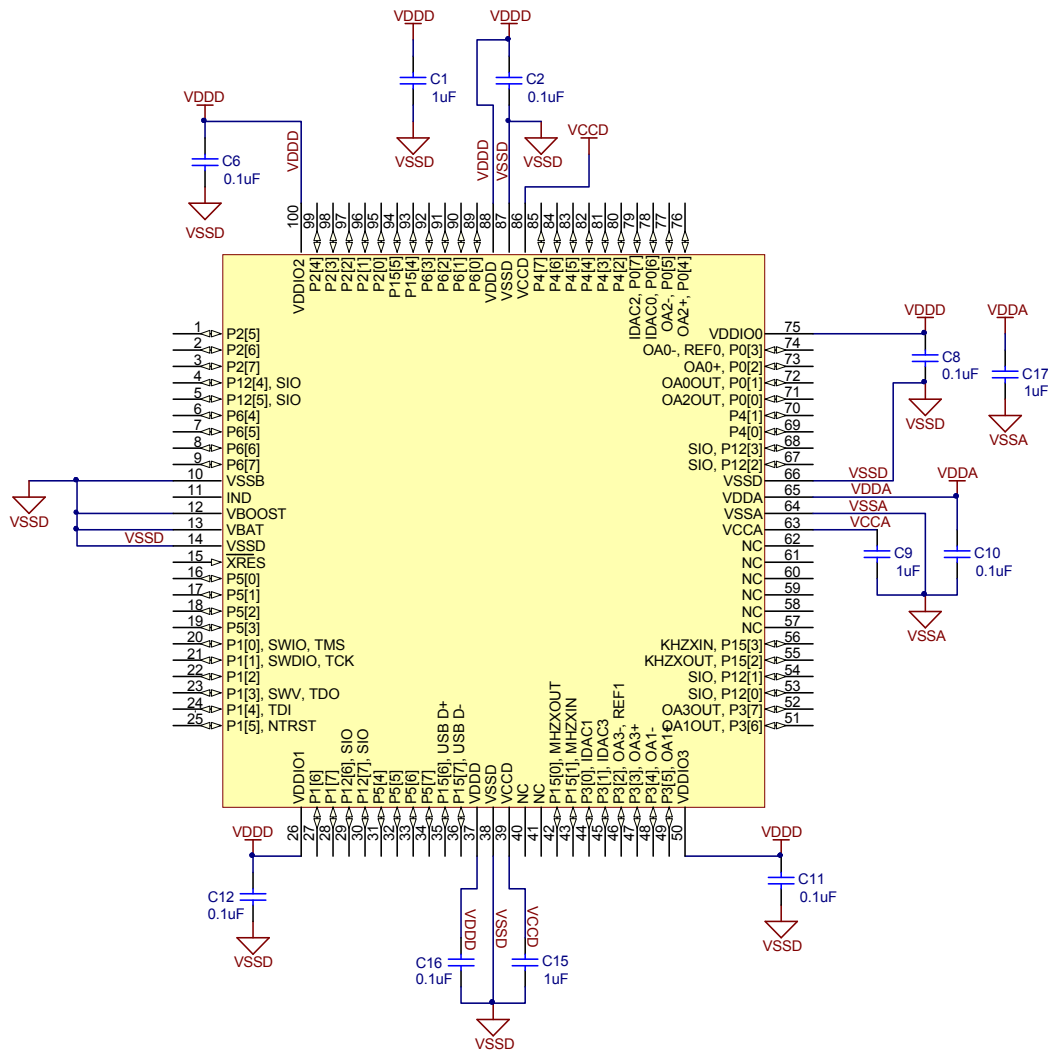 VDDD
C1
1uF
VSSD
VDDD
C2
0.1uF
VSSD
VDDD
C6
0.1uF
VSSD
VDDD
VDDD
VSSD
VCCD
100
99
98
97
96
95
94
93
92
91
90
89
88
87
86
85
84
83
82
81
80
79
78
77
76
VDDIO2
P2[4]
P2[3]
P2[2]
P2[1]
P2[0]
P15[5]
P15[4]
P6[3]
P6[2]
P6[1]
P6[0]
VDDD
VSSD
VCCD
P4[7]
P4[6]
P4[5]
P4[4]
P4[3]
P4[2]
IDAC2, P0[7]
IDAC0, P0[6]
OA2-, P0[5]
OA2+, P0[4]
1 P2[5]
2 P2[6]
3 P2[7]
4 P12[4], SIO
5 P12[5], SIO
6 P6[4]
7 P6[5]
8 P6[6]
9 P6[7]
10 VSSB
11 IND
12 VBOOST
13 VBAT
VSSD 14 VSSD
15 XRES
16 P5[0]
17 P5[1]
18 P5[2]
19 P5[3]
20 P1[0], SWIO, TMS
21 P1[1], SWDIO, TCK
22 P1[2]
23 P1[3], SWV, TDO
24 P1[4], TDI
25 P1[5], NTRST
VSSD
VDDIO0 75
OA0-, REF0, P0[3] 74
OA0+, P0[2] 73
OA0OUT, P0[1] 72
OA2OUT, P0[0] 71
P4[1] 70
P4[0] 69
SIO, P12[3] 68
SIO, P12[2] 67
VSSD 66 VSSD
VDDA 65 VDDA
VSSA 64 VSSA
VCCA 63 VCCA
NC 62
NC 61
NC 60
NC 59
NC 58
NC 57
KHZXIN, P15[3] 56
KHZXOUT, P15[2] 55
SIO, P12[1] 54
SIO, P12[0] 53
OA3OUT, P3[7] 52
OA1OUT, P3[6] 51
VDDD
C8
0.1uF
VSSD
VDDA
C17
1uF
VSSA
VDDA
C9
1uF
C10
0.1uF
VSSA
VDDIO1
P1[6]
P1[7]
P12[6], SIO
P12[7], SIO
P5[4]
P5[5]
P5[6]
P5[7]
P15[6], USB D+
P15[7], USB D-
VDDD
VSSD
VCCD
NC
NC
P15[0], MHZXOUT
P15[1], MHZXIN
P3[0], IDAC1
P3[1], IDAC3
P3[2], OA3-, REF1
P3[3], OA3+
P3[4], OA1-
P3[5], OA1+
VDDIO3
26
27
28
29
30
31
32
33
34
35
36
37
38
39
40
41
42
43
44
45
46
47
48
49
50
VDDD
C12
0.1uF
VSSD
VDDD
VSSD
VCCD
C16
0.1uF
C15
1uF
VSSD
VDDD
C11
0.1uF
VSSD